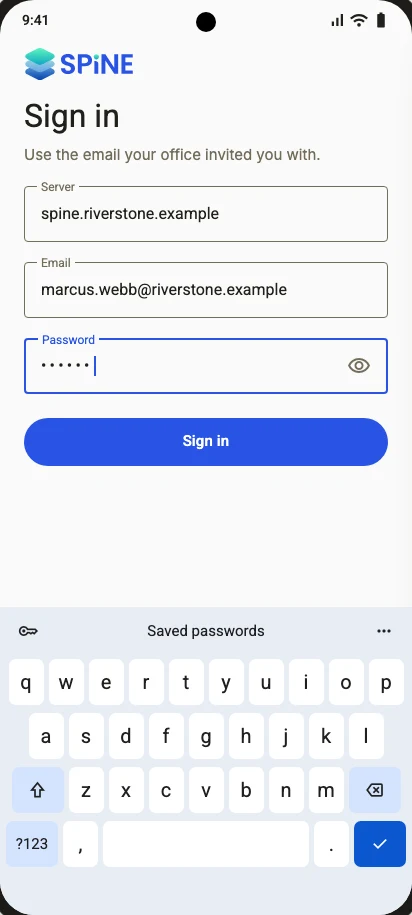 9:41
SPiNE
Sign in
Use the email your office invited you with.
Server
spine.riverstone.example
Email
marcus.webb@riverstone.example
Password
••••••
Sign in
Saved passwords
q w e r t y u i o p
a s d f g h j k l
z x c v b n m
?123 , .